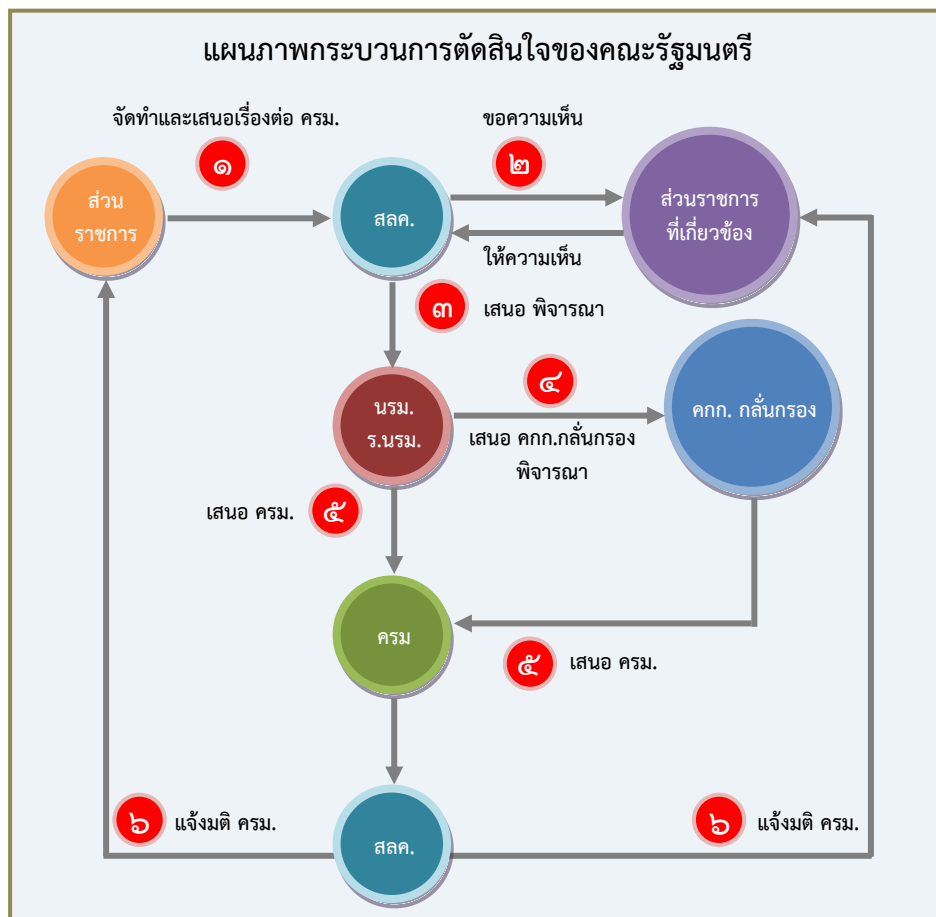 แผนภาพกระบวนการตัดสินใจของคณะรัฐมนตรี
จัดทำและเสนอเรื่องต่อ ครม.
๑
ขอความเห็น
๒
ส่วน
ราชการ
สลค.
ส่วนราชการ
ที่เกี่ยวข้อง
ให้ความเห็น
๓
เสนอ พิจารณา
นรม.
ร.นรม.
๔
เสนอ คกก.กลั่นกรอง
พิจารณา
คกก. กลั่นกรอง
เสนอ ครม.
๕
ครม
๕
เสนอ ครม.
๖
แจ้งมติ ครม.
สลค.
๖
แจ้งมติ ครม.